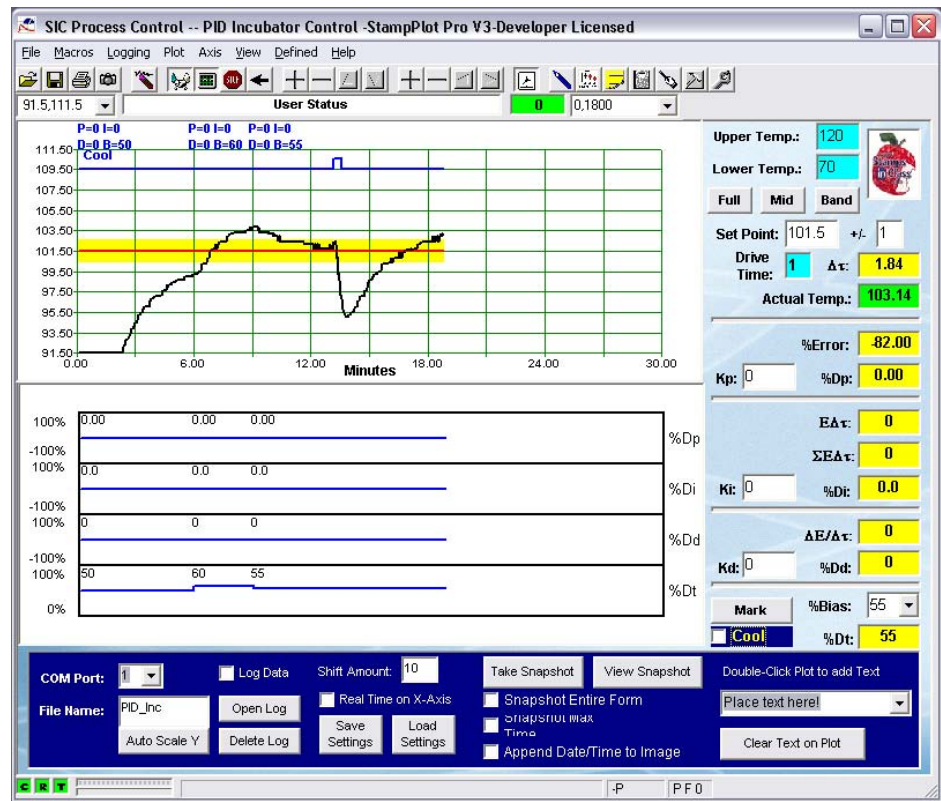 SIC Process Control -- PID Incubator Control -StampPlot Pro V3-Developer Licensed
File Macros Logging Plot Axis View Defined Help
91.5,111.5 User Status 0 0,1800
P=0 I=0 P=0 I=0 P=0 I=0
D=0 B=50 D=0 B=60 D=0 B=55
Cool
111.50
109.50
107.50
105.50
103.50
101.50
99.50
97.50
95.50
93.50
91.50
0.00 6.00 12.00 18.00 24.00 30.00
Minutes
100% 0.00 0.00 0.00
-100% %Dp
100% 0.0 0.0 0.0
-100% %Di
100% 0 0 0
-100% %Dd
100% 50 60 55
0% %Dt
Upper Temp.: 120
Lower Temp.: 70
Stamps in Class
Full Mid Band
Set Point: 101.5 +/- 1
Drive Time: 1 Δτ: 1.84
Actual Temp.: 103.14
%Error: -82.00
Kp: 0 %Dp: 0.00
EΔτ: 0
ΣEΔτ: 0
Ki: 0 %Di: 0.0
ΔE/Δτ: 0
Kd: 0 %Dd: 0
Mark %Bias: 55
Cool %Dt: 55
COM Port: 1 Log Data Shift Amount: 10 Take Snapshot View Snapshot Double-Click Plot to add Text
Real Time on X-Axis Snapshot Entire Form
File Name: PID_Inc Open Log Snapshot Max Time Place text here!
Auto Scale Y Delete Log Save Settings Load Settings Append Date/Time to Image Clear Text on Plot
C R T -P P F 0